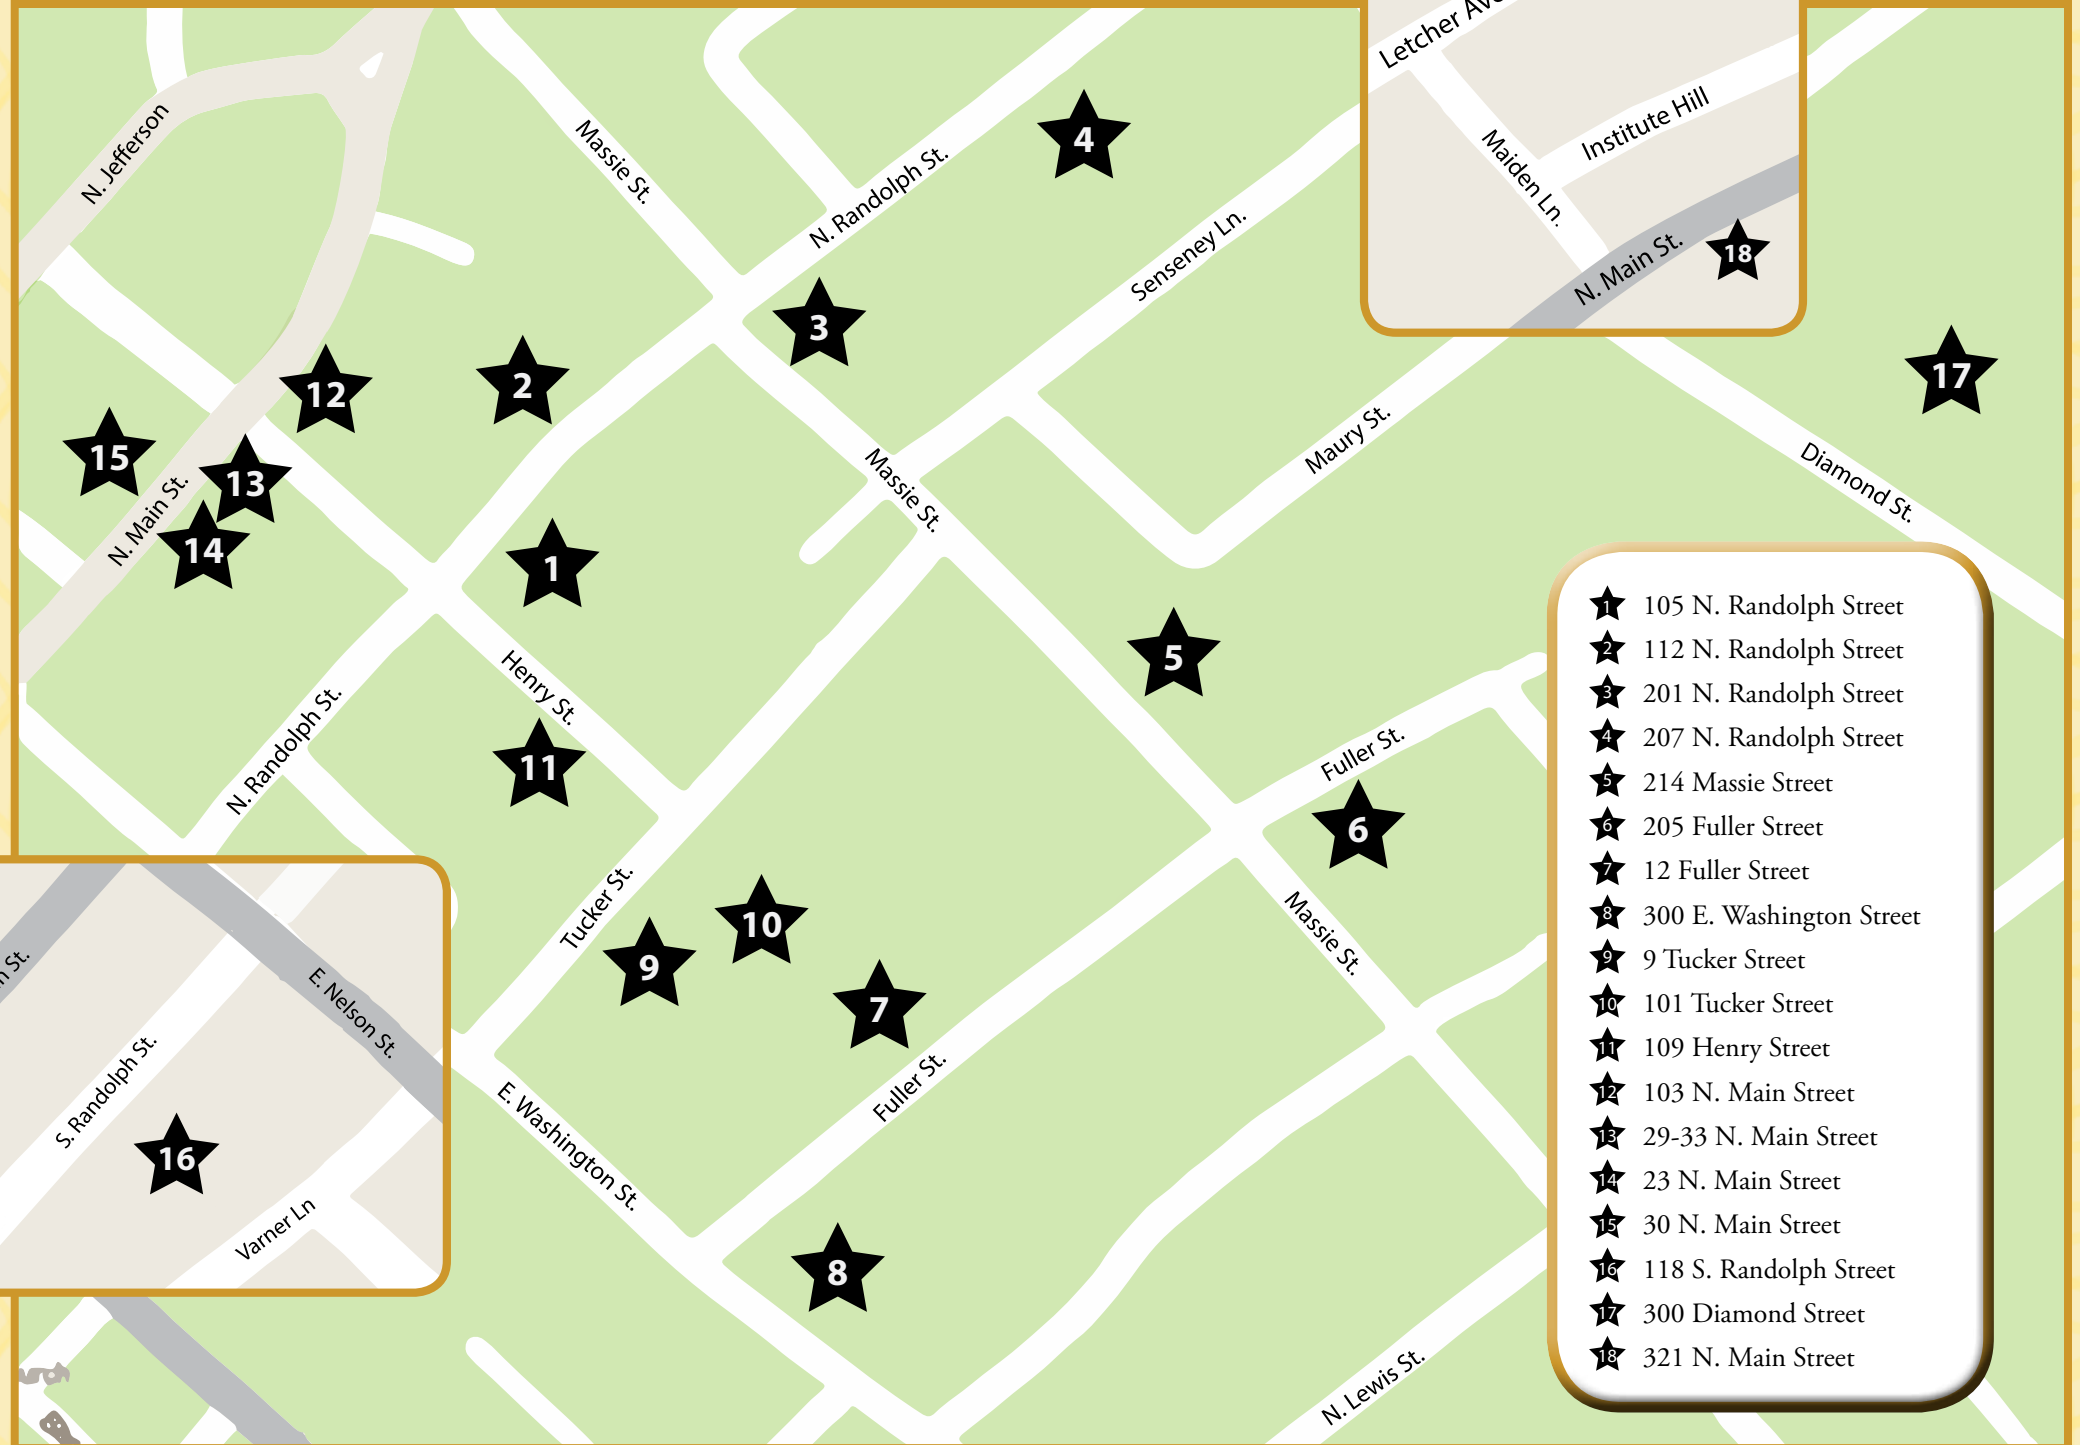 Letcher Ave
N. Jefferson
Massie St.
N. Randolph St.
4
Institute Hill
Maiden Ln.
Senseney Ln.
N. Main St.
18
3
12
2
17
15
13
N. Main St.
14
Massie St.
Maury St.
Diamond St.
1
5
Henry St.
N. Randolph St.
11
Fuller St.
6
Tucker St.
9
10
7
Massie St.
n St.
E. Nelson St.
S. Randolph St.
16
Varner Ln
E. Washington St.
Fuller St.
8
N. Lewis St.
1 105 N. Randolph Street
2 112 N. Randolph Street
3 201 N. Randolph Street
4 207 N. Randolph Street
5 214 Massie Street
6 205 Fuller Street
7 12 Fuller Street
8 300 E. Washington Street
9 9 Tucker Street
10 101 Tucker Street
11 109 Henry Street
12 103 N. Main Street
13 29-33 N. Main Street
14 23 N. Main Street
15 30 N. Main Street
16 118 S. Randolph Street
17 300 Diamond Street
18 321 N. Main Street